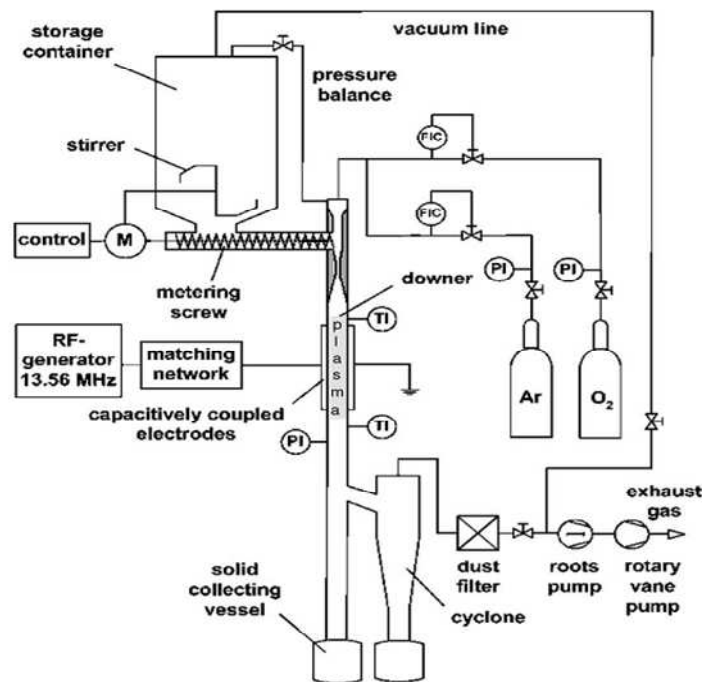 storage
container
vacuum line
pressure
balance
stirrer
FIC
FIC
control
M
PI
PI
metering
screw
downer
TI
RF-
generator
13.56 MHz
matching
network
plasma
Ar
O₂
capacitively coupled
electrodes
PI
TI
exhaust
gas
solid
collecting
vessel
dust
filter
roots
pump
rotary
vane
pump
cyclone